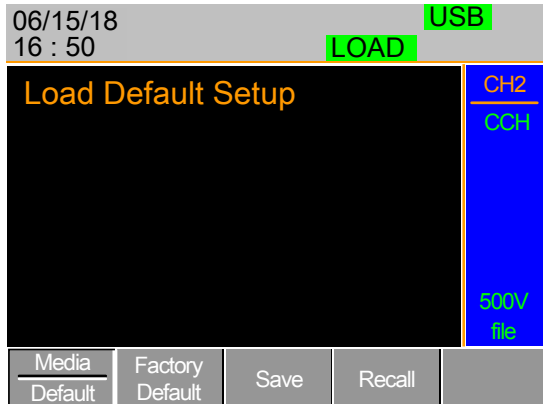 06/15/18
16 : 50
USB
LOAD
Load Default Setup
CH2
CCH
500V
file
Media
Default
Factory
Default
Save
Recall